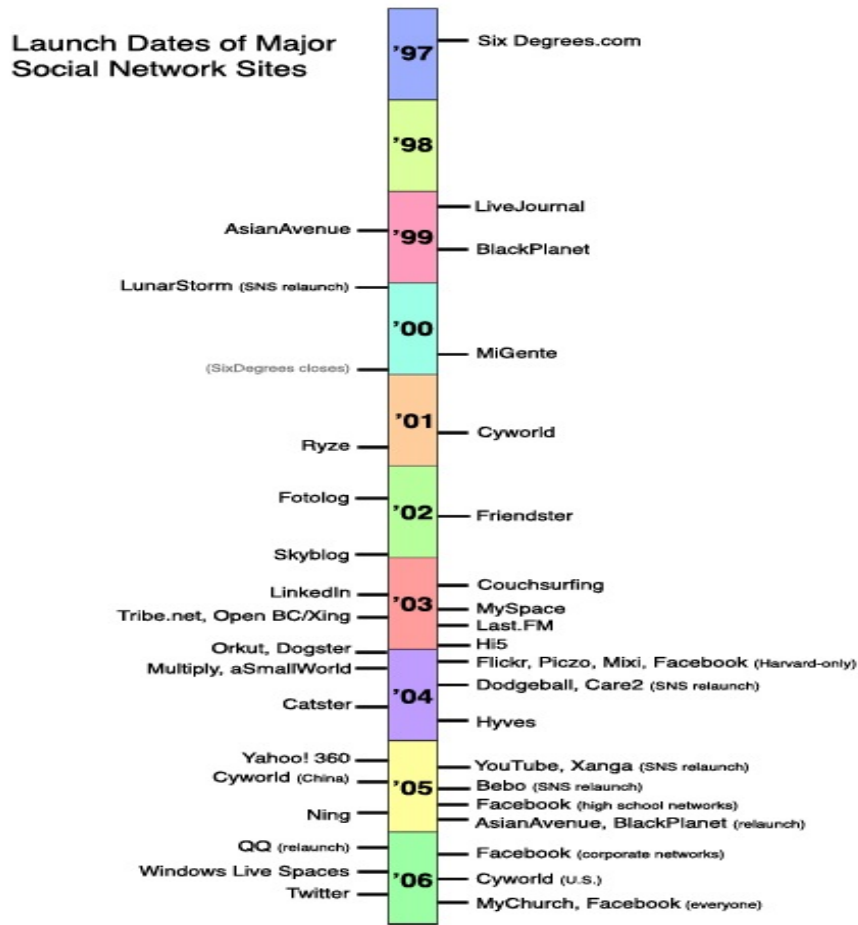 Launch Dates of Major
Social Network Sites
'97
Six Degrees.com
'98
'99
LiveJournal
AsianAvenue
BlackPlanet
LunarStorm (SNS relaunch)
'00
MiGente
(SixDegrees closes)
'01
Cyworld
Ryze
Fotolog
'02
Friendster
Skyblog
'03
Couchsurfing
LinkedIn
MySpace
Tribe.net, Open BC/Xing
Last.FM
Hi5
Orkut, Dogster
Flickr, Piczo, Mixi, Facebook (Harvard-only)
Multiply, aSmallWorld
'04
Dodgeball, Care2 (SNS relaunch)
Catster
Hyves
Yahoo! 360
YouTube, Xanga (SNS relaunch)
Cyworld (China)
'05
Bebo (SNS relaunch)
Facebook (high school networks)
Ning
AsianAvenue, BlackPlanet (relaunch)
QQ (relaunch)
Facebook (corporate networks)
Windows Live Spaces
'06
Cyworld (U.S.)
Twitter
MyChurch, Facebook (everyone)